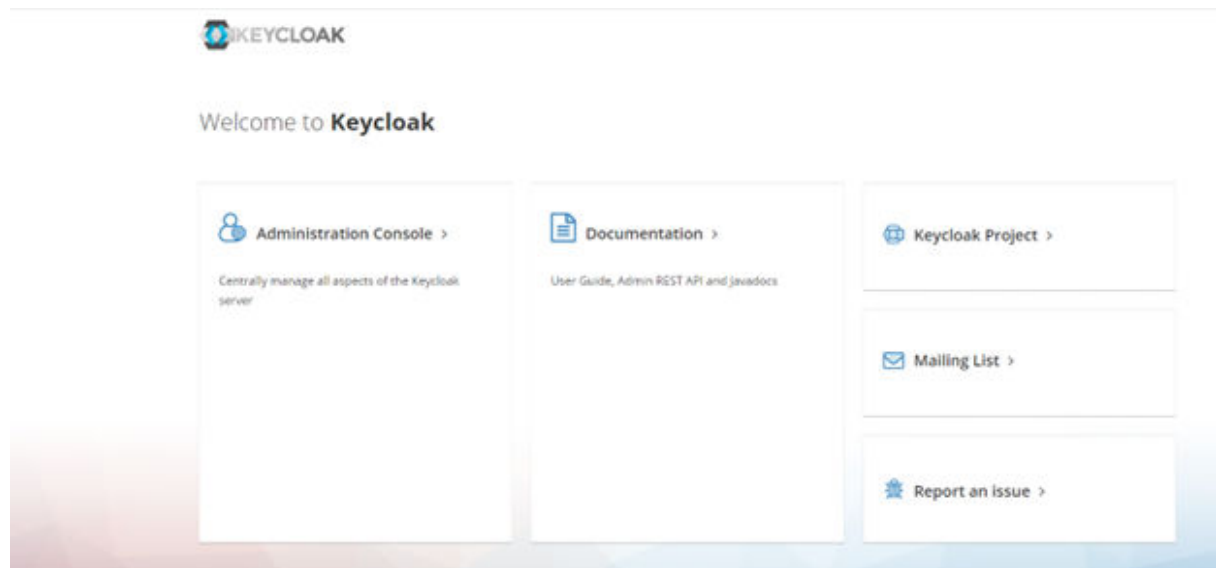 KEYCLOAK
Welcome to Keycloak
Administration Console >
Centrally manage all aspects of the Keycloak
server
Documentation >
User Guide, Admin REST API and Javadocs
Keycloak Project >
Mailing List >
Report an issue >